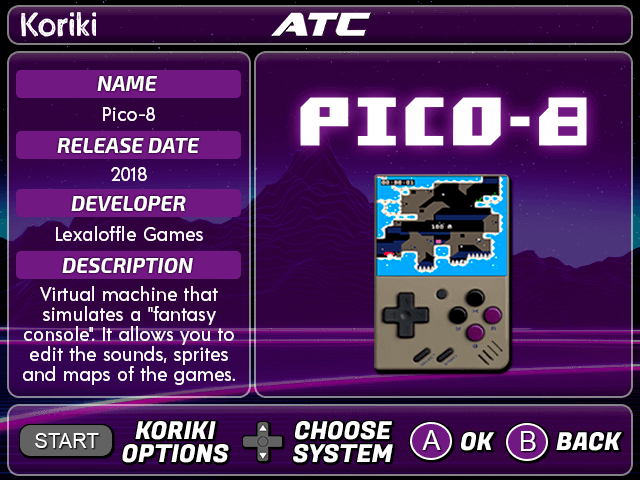 Koriki
ATC
NAME
Pico-8
RELEASE DATE
2018
DEVELOPER
Lexaloffle Games
DESCRIPTION
Virtual machine that
simulates a "fantasy
console". It allows you to
edit the sounds, sprites
and maps of the games.
PICO-8
100 M
START
KORIKI
OPTIONS
CHOOSE
SYSTEM
A OK
B BACK